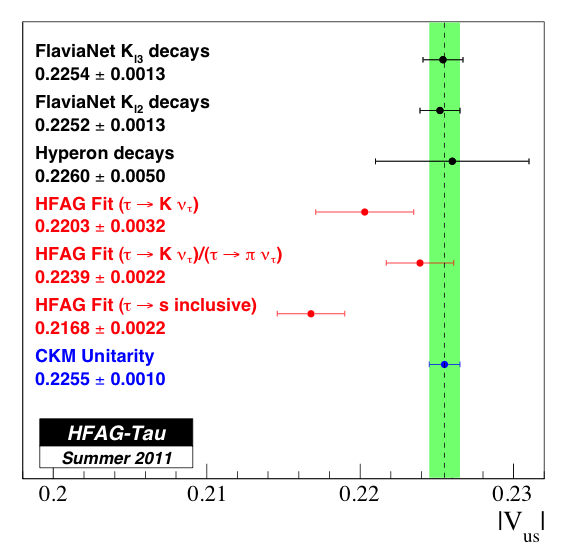 FlaviaNet K_l3 decays
0.2254 ± 0.0013
FlaviaNet K_l2 decays
0.2252 ± 0.0013
Hyperon decays
0.2260 ± 0.0050
HFAG Fit (τ → K ν_τ)
0.2203 ± 0.0032
HFAG Fit (τ → K ν_τ)/(τ → π ν_τ)
0.2239 ± 0.0022
HFAG Fit (τ → s inclusive)
0.2168 ± 0.0022
CKM Unitarity
0.2255 ± 0.0010
HFAG-Tau
Summer 2011
0.2 0.21 0.22 0.23
|V_us|